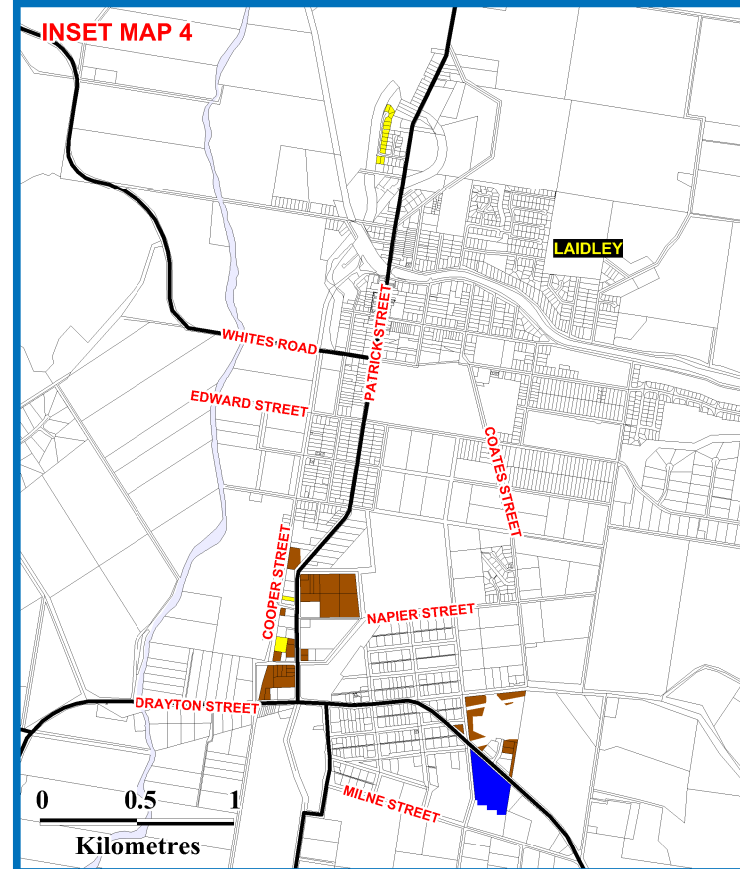 INSET MAP 4
LAIDLEY
PATRICK STREET
WHITES ROAD
EDWARD STREET
COATES STREET
COOPER STREET
NAPIER STREET
DRAYTON STREET
MILNE STREET
0 0.5 1
Kilometres